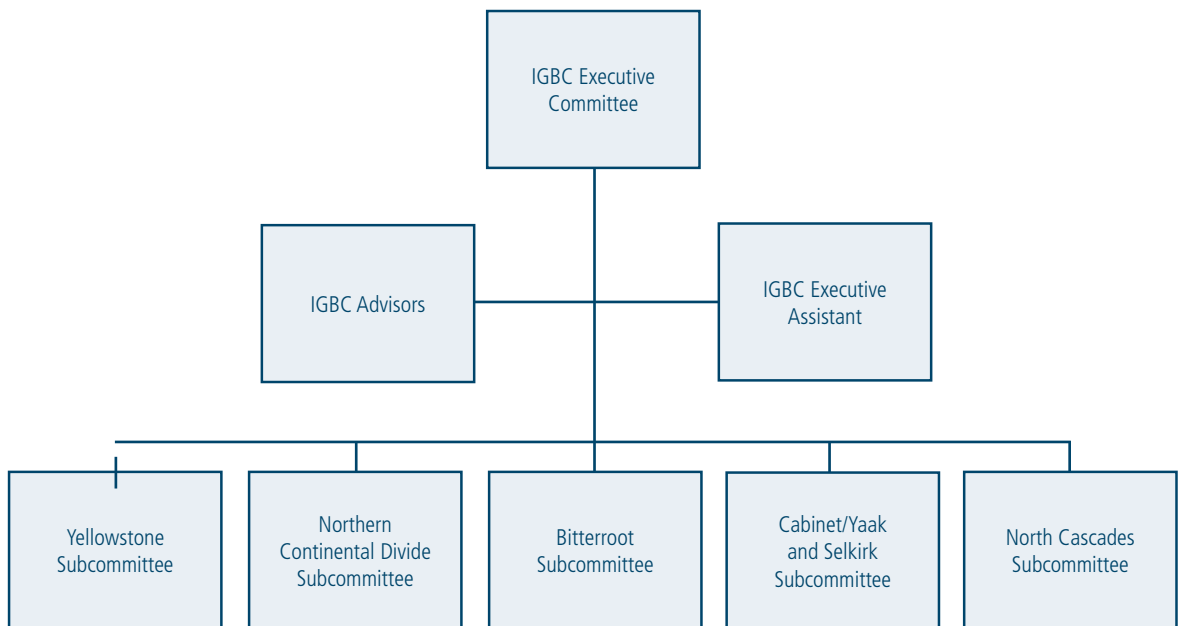 IGBC Executive
Committee
IGBC Advisors
IGBC Executive
Assistant
Yellowstone
Subcommittee
Northern
Continental Divide
Subcommittee
Bitterroot
Subcommittee
Cabinet/Yaak
and Selkirk
Subcommittee
North Cascades
Subcommittee